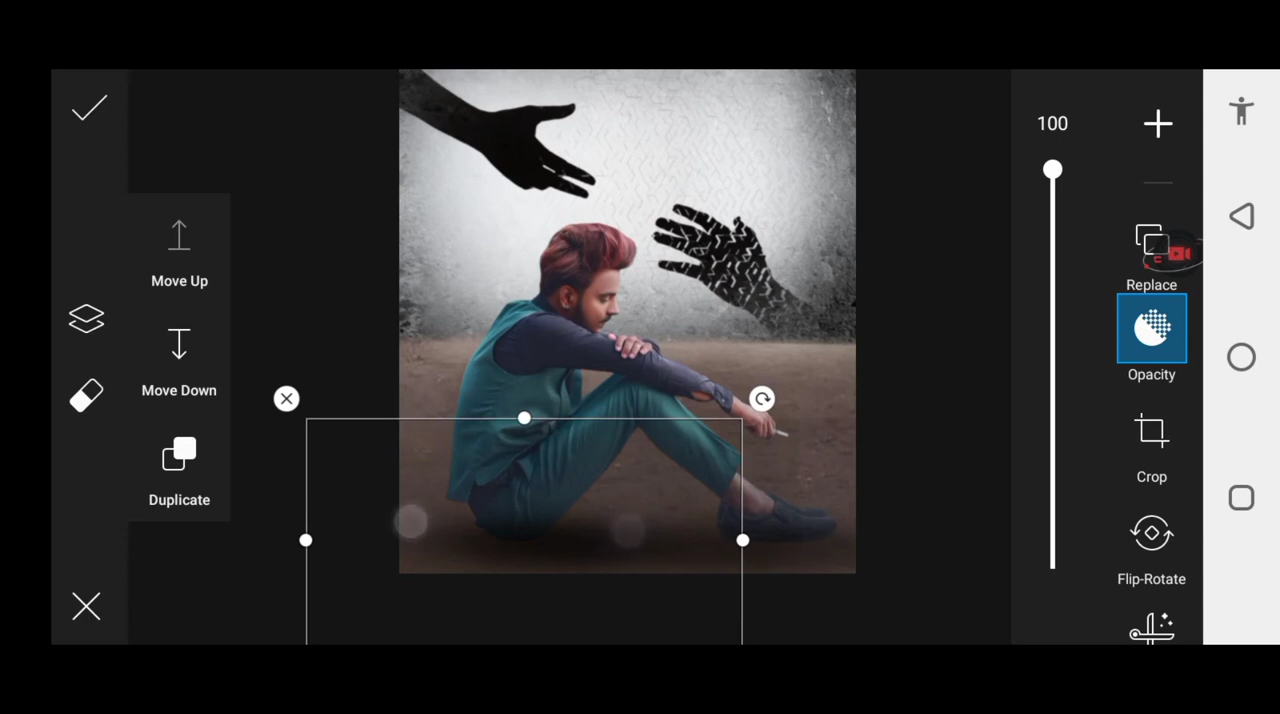 100
Move Up
Replace
Opacity
Move Down
Crop
Duplicate
Flip-Rotate